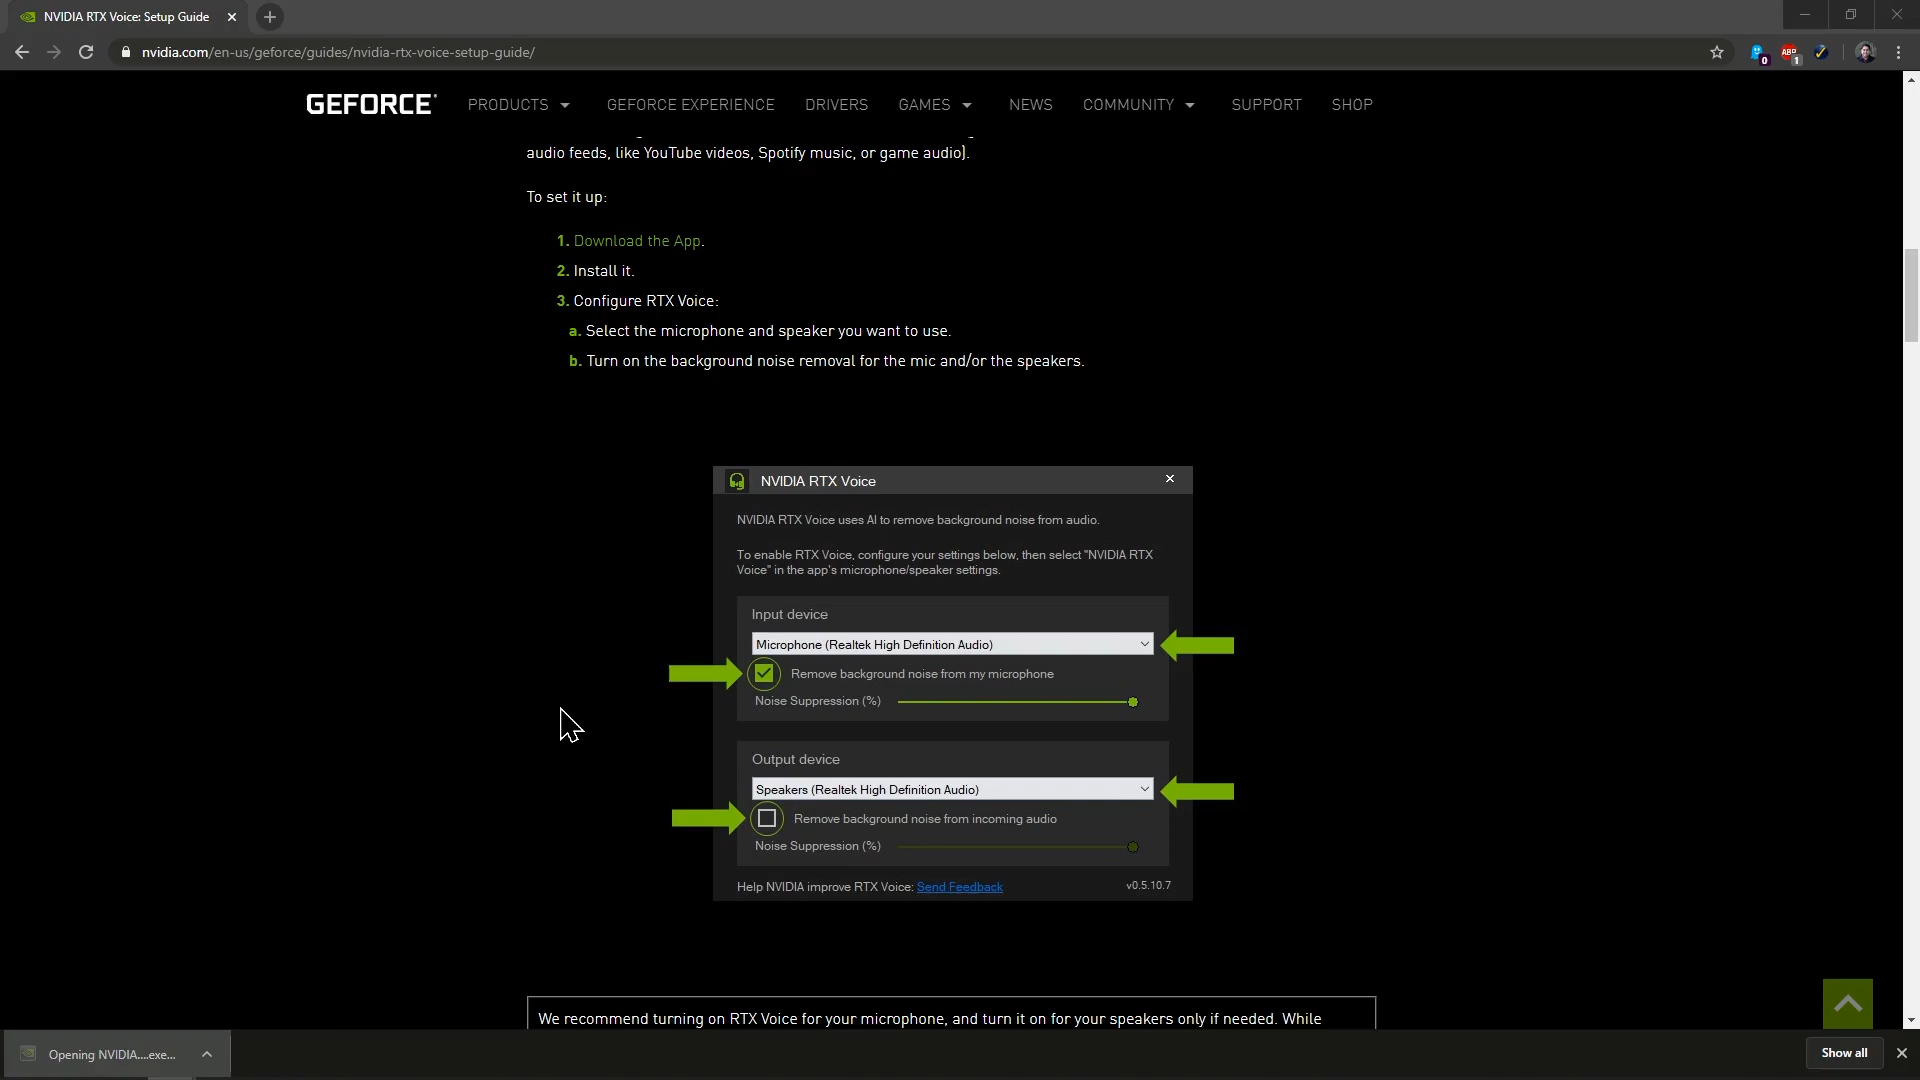 NVIDIA RTX Voice: Setup Guide
nvidia.com/en-us/geforce/guides/nvidia-rtx-voice-setup-guide/
ABP
0
1
GEFORCE
PRODUCTS
GEFORCE EXPERIENCE
DRIVERS
GAMES
NEWS
COMMUNITY
SUPPORT
SHOP
audio feeds, like YouTube videos, Spotify music, or game audio).
To set it up:
1. Download the App.
2. Install it.
3. Configure RTX Voice:
a. Select the microphone and speaker you want to use.
b. Turn on the background noise removal for the mic and/or the speakers.
NVIDIA RTX Voice
NVIDIA RTX Voice uses AI to remove background noise from audio.
To enable RTX Voice, configure your settings below, then select "NVIDIA RTX
Voice" in the app's microphone/speaker settings.
Input device
Microphone (Realtek High Definition Audio)
Remove background noise from my microphone
Noise Suppression (%)
Output device
Speakers (Realtek High Definition Audio)
Remove background noise from incoming audio
Noise Suppression (%)
Help NVIDIA improve RTX Voice: Send Feedback
v0.5.10.7
We recommend turning on RTX Voice for your microphone, and turn it on for your speakers only if needed. While
Opening NVIDIA....exe...
Show all